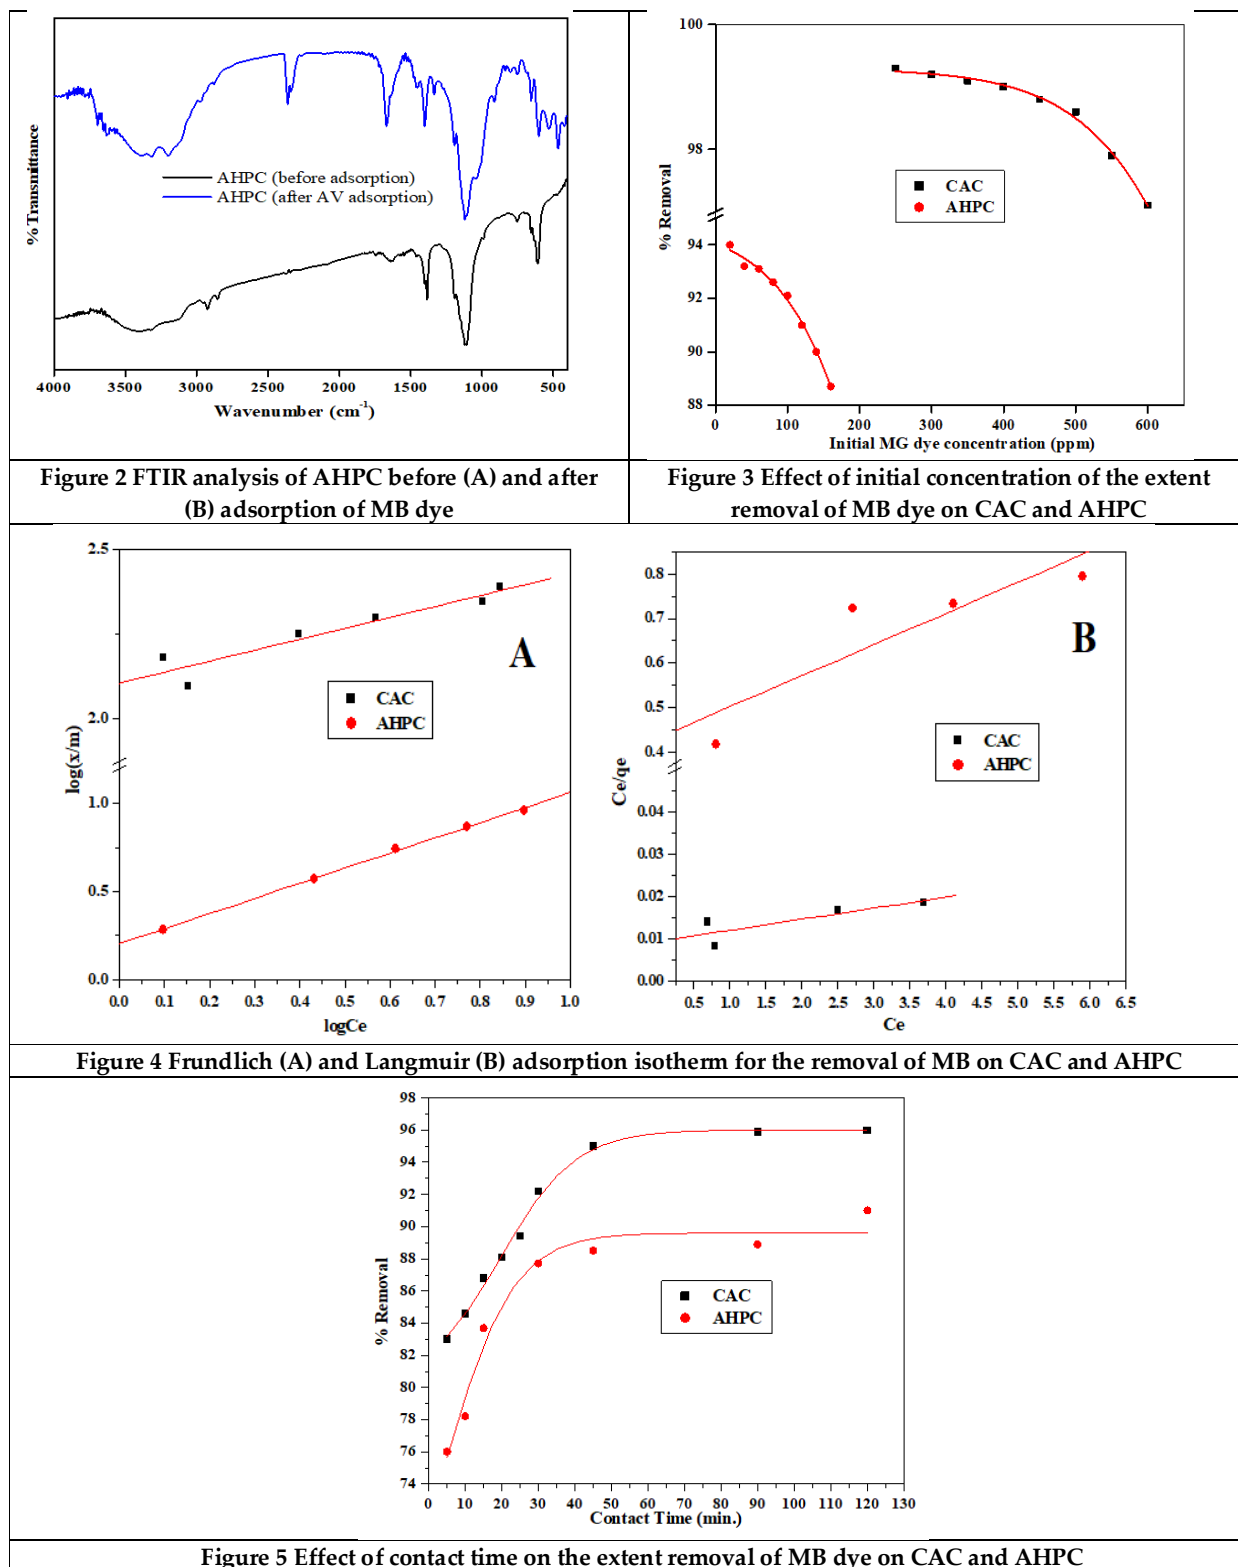 % Transmittance
AHPC (before adsorption)
AHPC (after AV adsorption)
4000 3500 3000 2500 2000 1500 1000 500
Wavenumber (cm-1)
Figure 2 FTIR analysis of AHPC before (A) and after
(B) adsorption of MB dye
100
98
94
92
90
88
% Removal
CAC
AHPC
0 100 200 300 400 500 600
Initial MG dye concentration (ppm)
Figure 3 Effect of initial concentration of the extent
removal of MB dye on CAC and AHPC
2.5
2.0
1.0
0.5
0.0
log(x/m)
A
CAC
AHPC
0.0 0.1 0.2 0.3 0.4 0.5 0.6 0.7 0.8 0.9 1.0
logCe
0.8
0.7
0.6
0.5
0.4
0.04
0.03
0.02
0.01
0.00
Ce/qe
B
CAC
AHPC
0.5 1.0 1.5 2.0 2.5 3.0 3.5 4.0 4.5 5.0 5.5 6.0 6.5
Ce
Figure 4 Frundlich (A) and Langmuir (B) adsorption isotherm for the removal of MB on CAC and AHPC
98
96
94
92
90
88
86
84
82
80
78
76
74
% Removal
CAC
AHPC
0 10 20 30 40 50 60 70 80 90 100 110 120 130
Contact Time (min.)
Figure 5 Effect of contact time on the extent removal of MB dye on CAC and AHPC